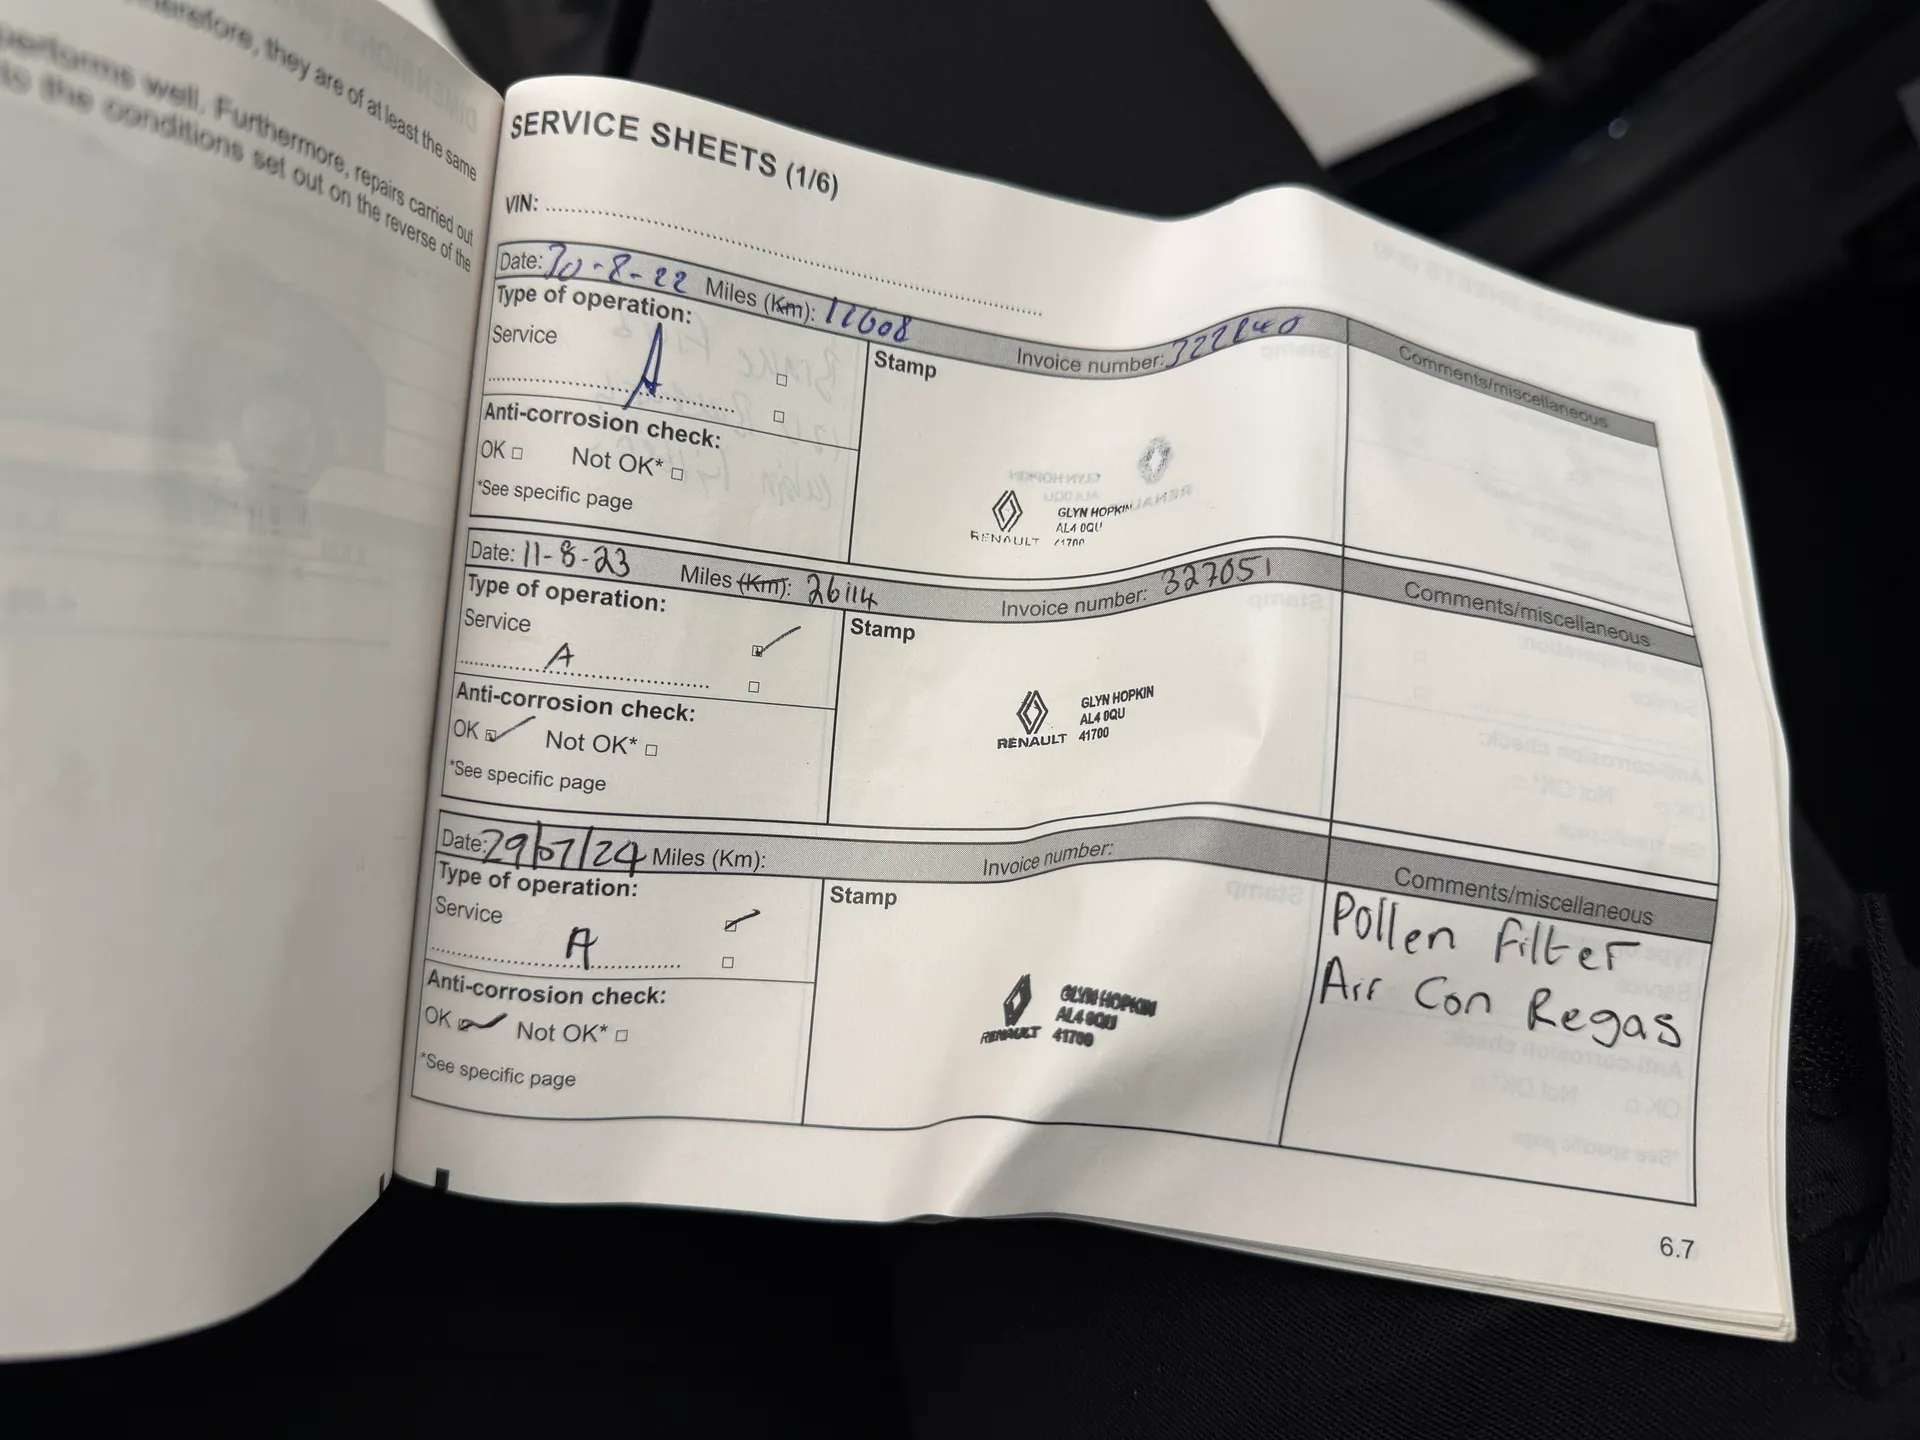 therefore, they are of at least the same
performs well. Furthermore, repairs carried out
to the conditions set out on the reverse of the
SERVICE SHEETS (1/6)
VIN:
Date: 30-8-22 Miles (Km): 12608 Invoice number: Comments/miscellaneous
Type of operation: Stamp
Service
A
Anti-corrosion check:
OK Not OK*
*See specific page
RENAULT
GLYN HOPKIN
AL4 0QU
41700
Date: 11-8-23 Miles (Km): 26114 Invoice number: 327051 Comments/miscellaneous
Type of operation: Stamp
Service
A
Anti-corrosion check:
OK Not OK*
*See specific page
RENAULT
GLYN HOPKIN
AL4 0QU
41700
Date: 29/07/24 Miles (Km): Invoice number: Comments/miscellaneous
Type of operation: Stamp
Service
A
Anti-corrosion check:
OK Not OK*
*See specific page
RENAULT
GLYN HOPKIN
AL4 0QU
41700
Pollen Filter
Air Con Regas
6.7